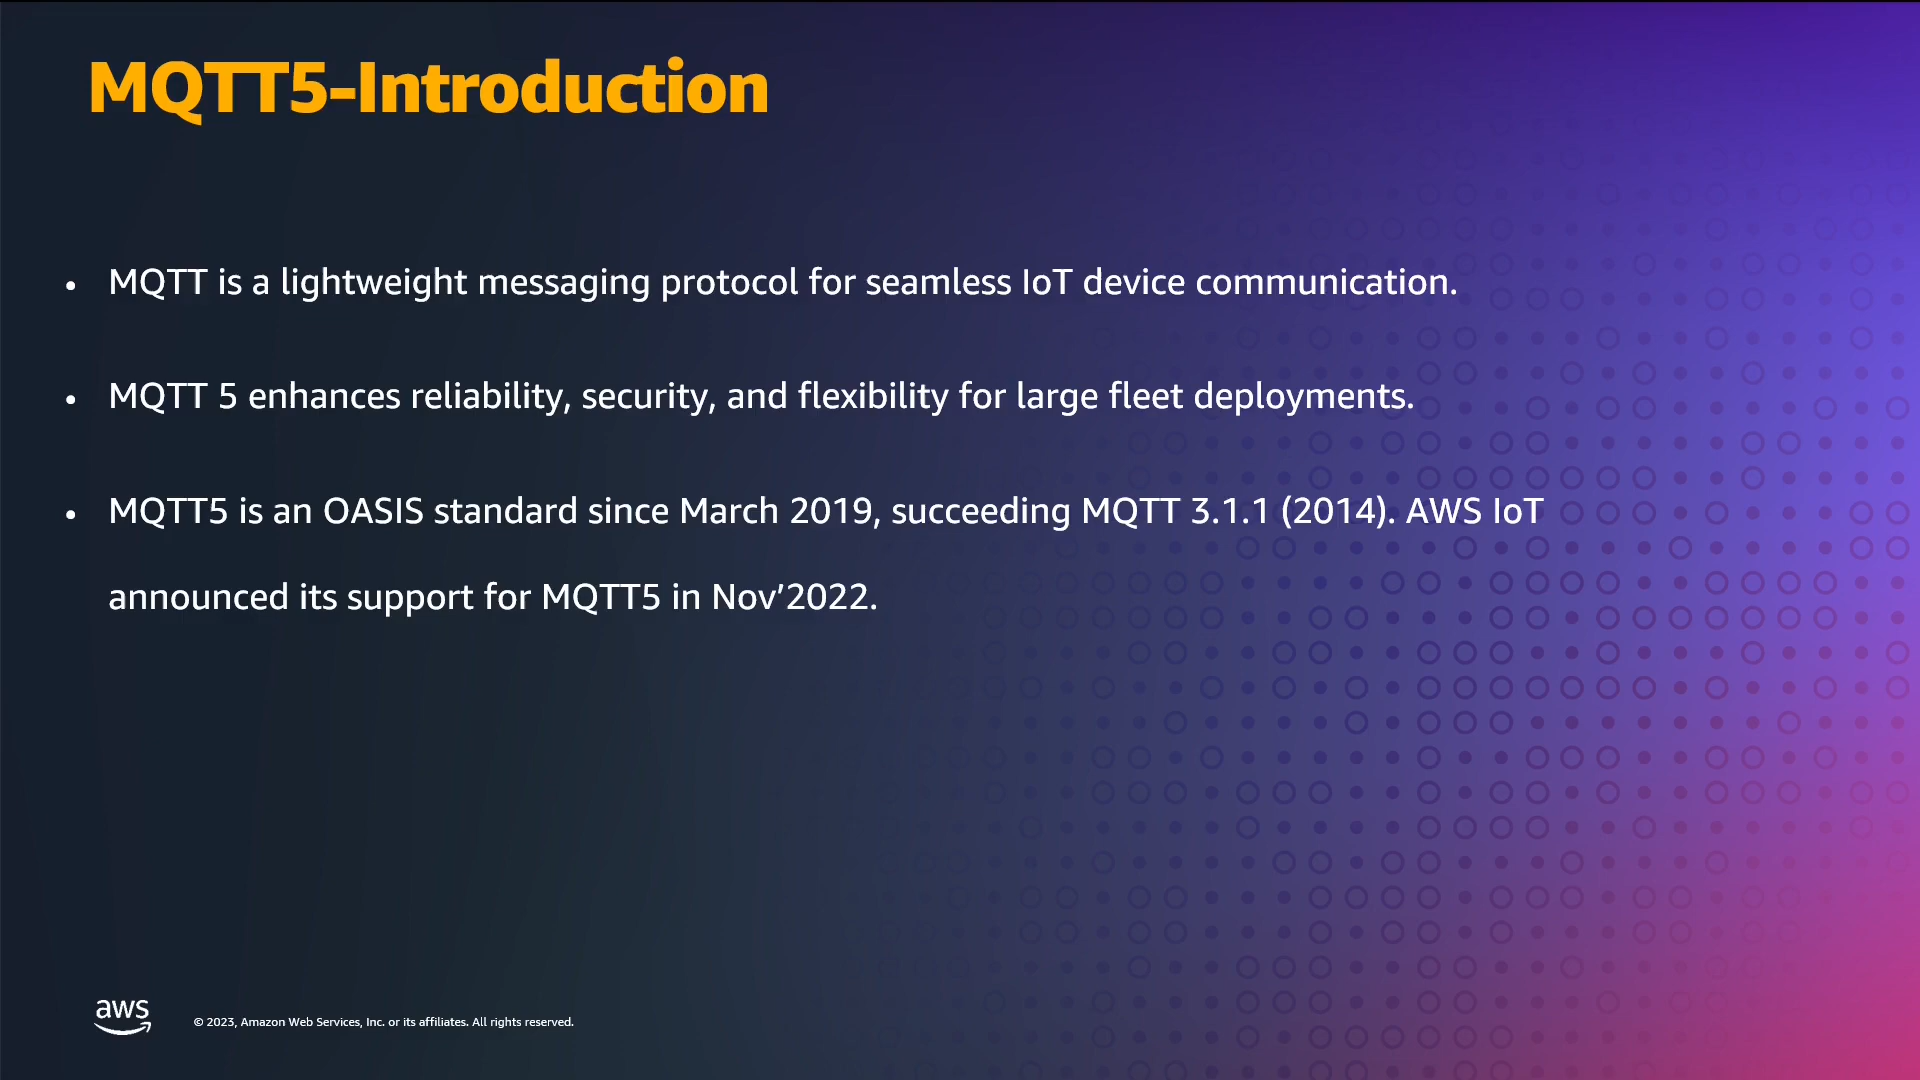 MQTT5-Introduction
• MQTT is a lightweight messaging protocol for seamless IoT device communication.
• MQTT 5 enhances reliability, security, and flexibility for large fleet deployments.
• MQTT5 is an OASIS standard since March 2019, succeeding MQTT 3.1.1 (2014). AWS IoT
announced its support for MQTT5 in Nov’2022.
aws
© 2023, Amazon Web Services, Inc. or its affiliates. All rights reserved.